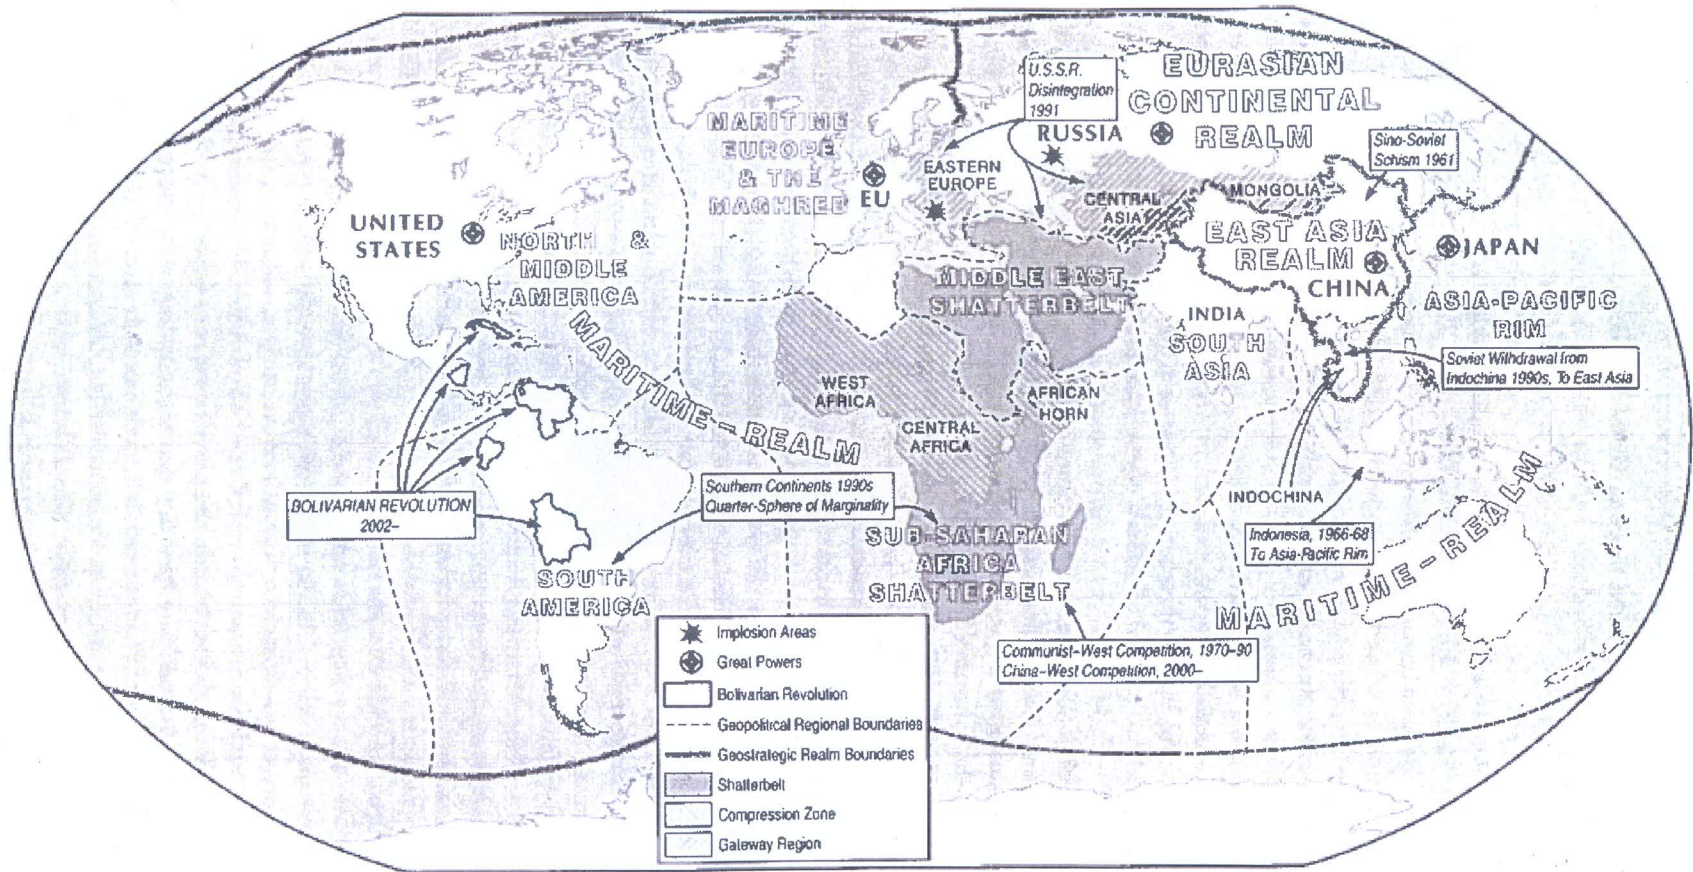 U.S.S.R.
Disintegration
1991
EURASIAN
CONTINENTAL
REALM
RUSSIA
Sino-Soviet
Schism 1961
MARITIME
EUROPE
& THE
MAGHREB
EU
EASTERN
EUROPE
CENTRAL
ASIA
MONGOLIA
UNITED
STATES
NORTH &
MIDDLE
AMERICA
EAST ASIA
REALM
CHINA
JAPAN
MIDDLE EAST
SHATTERBELT
ASIA-PACIFIC
RIM
INDIA
SOUTH
ASIA
Soviet Withdrawal from
Indochina 1990s, To East Asia
MARITIME-REALM
WEST
AFRICA
AFRICAN
HORN
CENTRAL
AFRICA
BOLIVARIAN REVOLUTION
2002-
Southern Continents 1990s
Quarter-Sphere of Marginality
INDOCHINA
Indonesia, 1966-68
To Asia-Pacific Rim
SUB-SAHARAN
AFRICA
SHATTERBELT
SOUTH
AMERICA
MARITIME-REALM
Communist-West Competition, 1970-90
China-West Competition, 2000-
Implosion Areas
Great Powers
Bolivarian Revolution
Geopolitical Regional Boundaries
Geostrategic Realm Boundaries
Shatterbelt
Compression Zone
Gateway Region